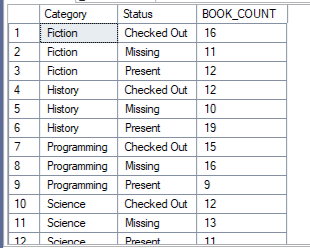 Category Status BOOK_COUNT
1 Fiction Checked Out 16
2 Fiction Missing 11
3 Fiction Present 12
4 History Checked Out 12
5 History Missing 10
6 History Present 19
7 Programming Checked Out 15
8 Programming Missing 16
9 Programming Present 9
10 Science Checked Out 12
11 Science Missing 13
12 Science Present 11